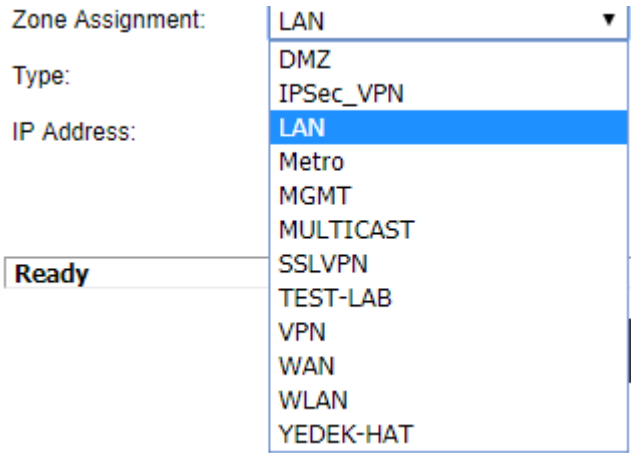 Zone Assignment: LAN ▼
DMZ
Type:
IPSec_VPN
LAN
IP Address:
Metro
MGMT
MULTICAST
SSLVPN
Ready
TEST-LAB
VPN
WAN
WLAN
YEDEK-HAT